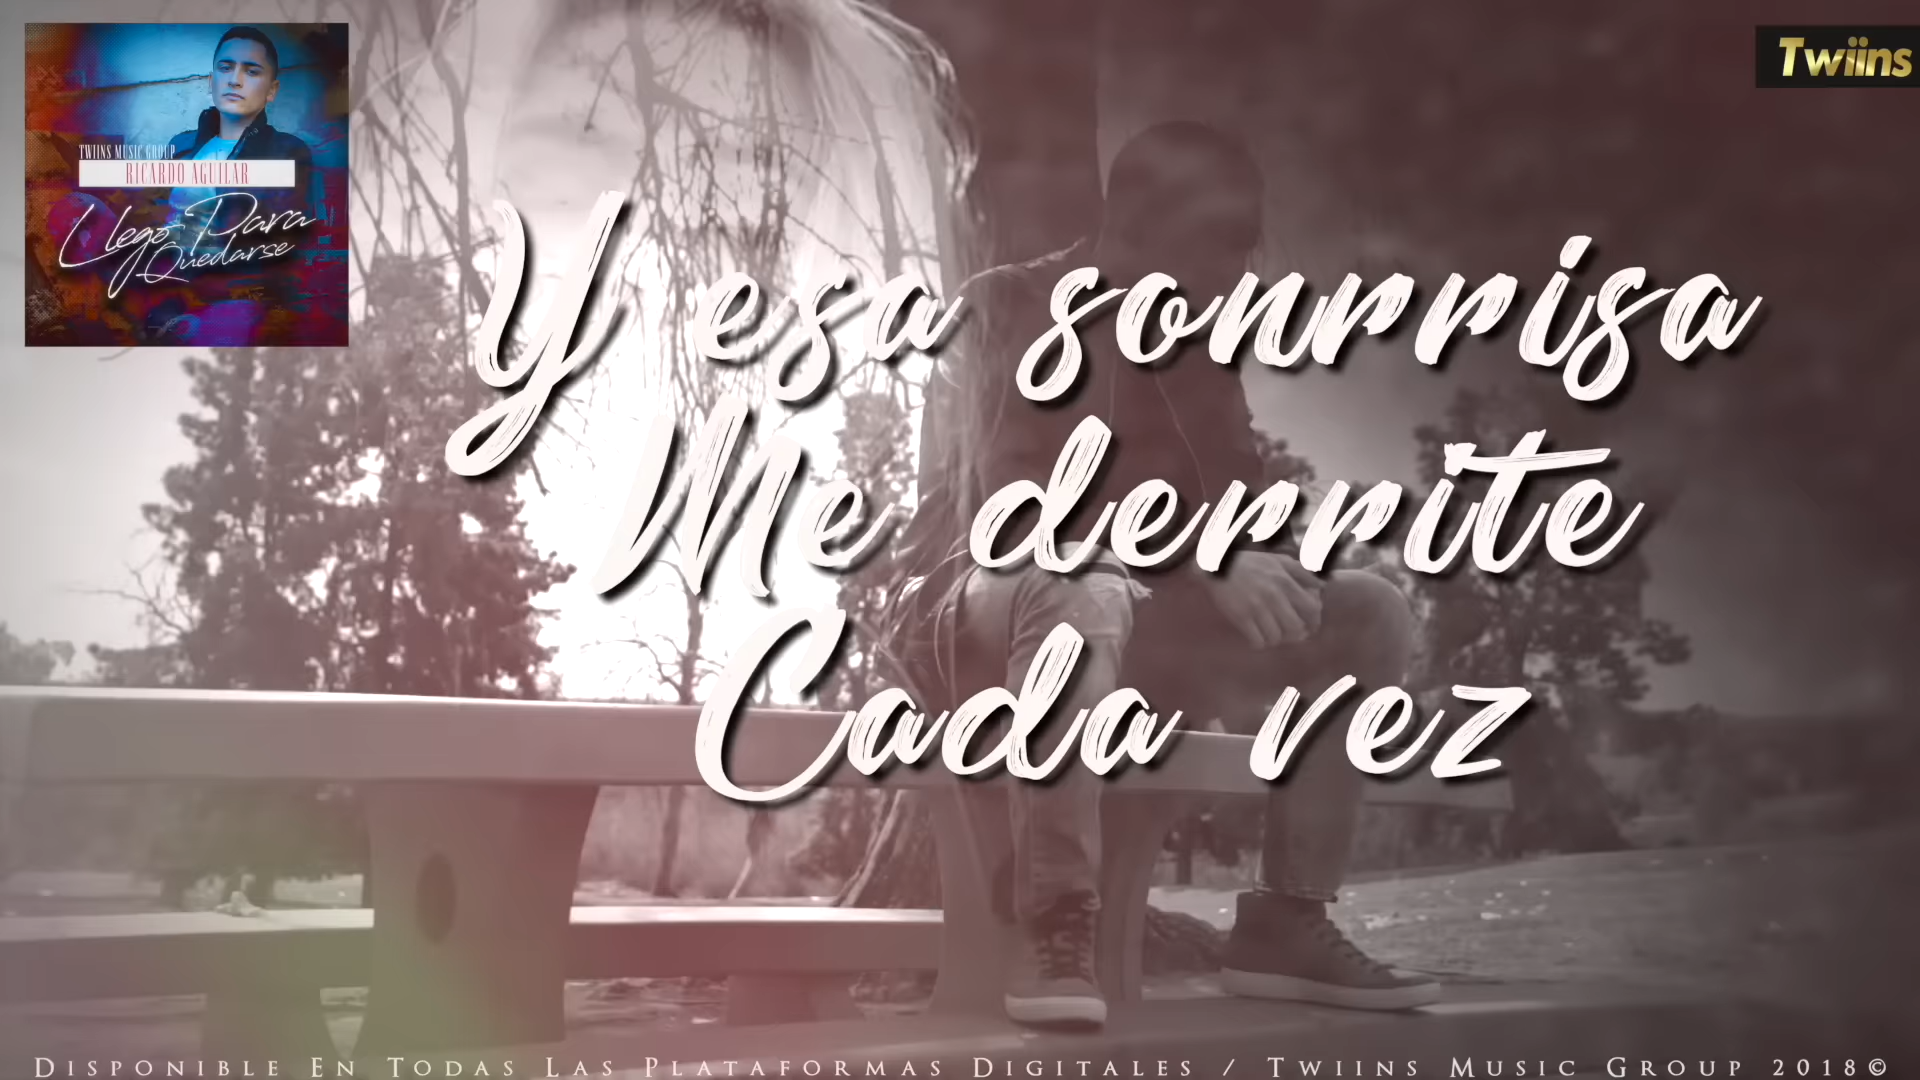 Twiins
TWIINS MUSIC GROUP
RICARDO AGUILAR
Llego Para
Quedarse
Y esa sonrrisa
Me derrite
Cada vez
Disponible En Todas Las Plataformas Digitales / Twiins Music Group 2018©